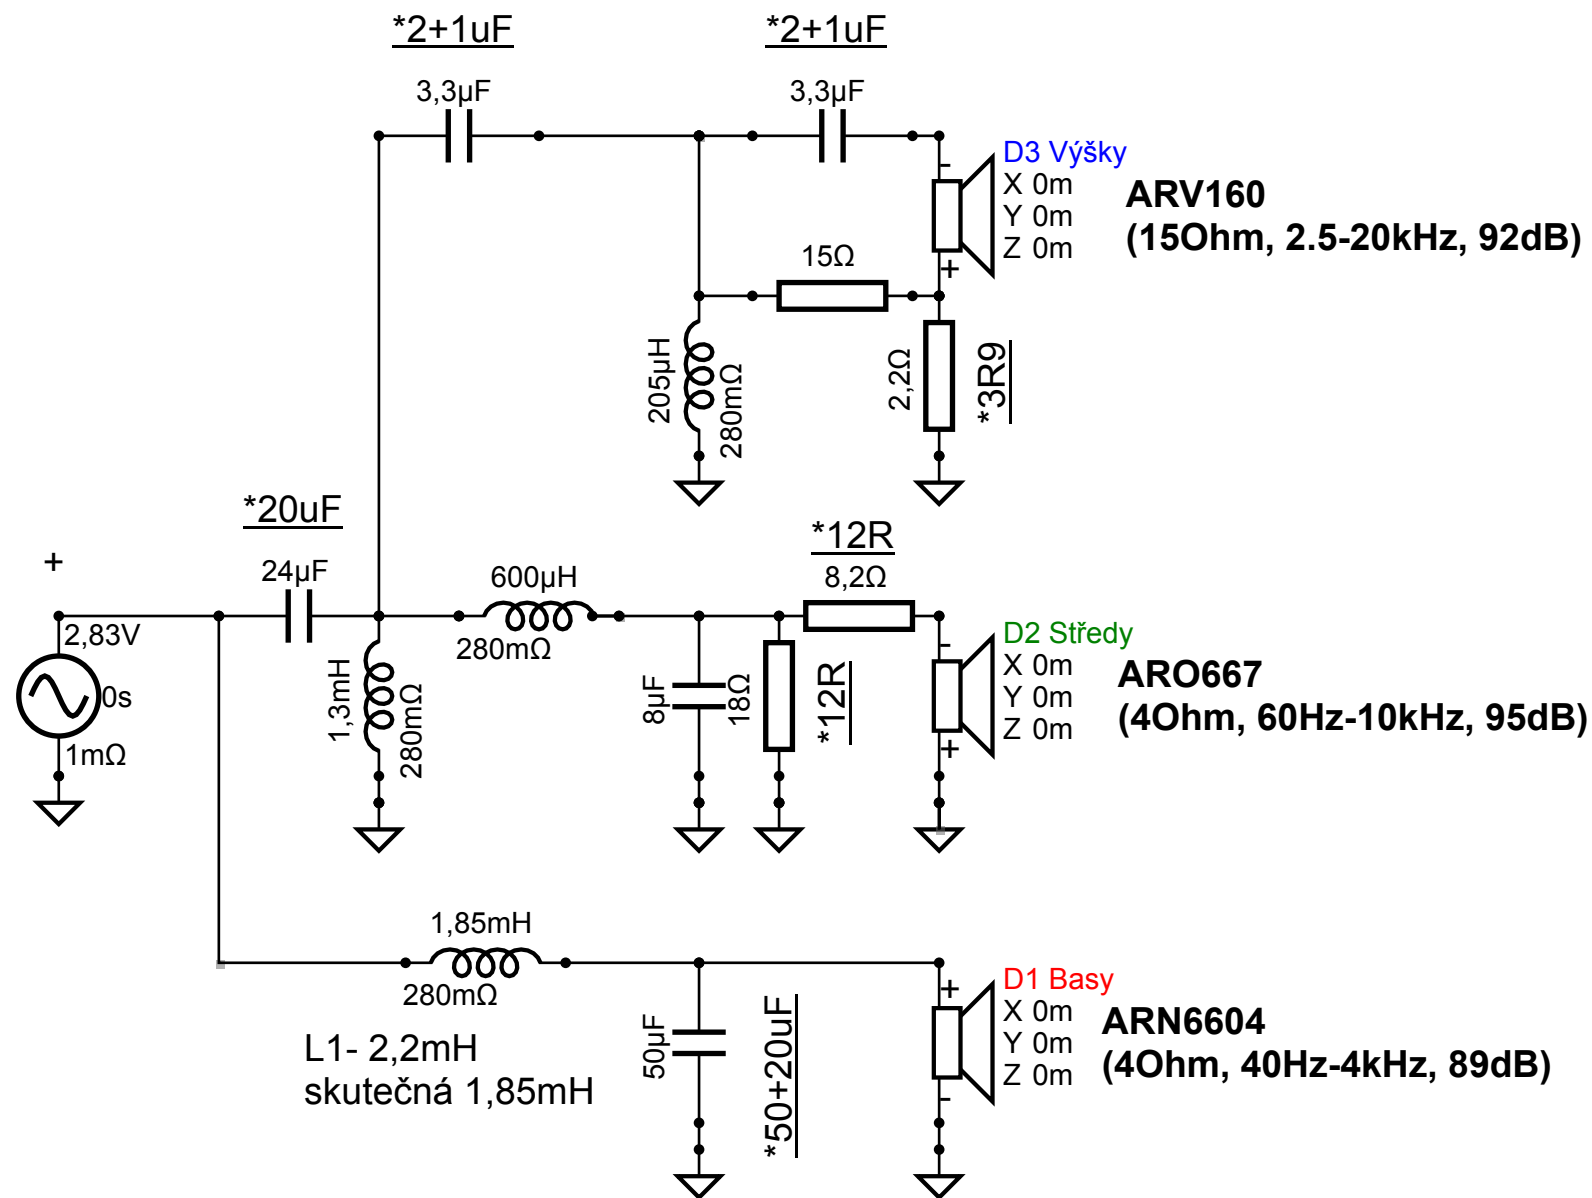 *2+1uF
*2+1uF
3,3µF
3,3µF
D3 Výšky
-
X 0m
Y 0m
Z 0m
+
ARV160
(15Ohm, 2.5-20kHz, 92dB)
15Ω
205µH
280mΩ
2,2Ω
*3R9
*20uF
24µF
+
2,83V
0s
1mΩ
600µH
280mΩ
1,3mH
280mΩ
*12R
8,2Ω
8µF
18Ω
*12R
D2 Středy
-
X 0m
Y 0m
Z 0m
+
ARO667
(4Ohm, 60Hz-10kHz, 95dB)
1,85mH
280mΩ
L1- 2,2mH
skutečná 1,85mH
50µF
*50+20uF
D1 Basy
+
X 0m
Y 0m
Z 0m
-
ARN6604
(4Ohm, 40Hz-4kHz, 89dB)